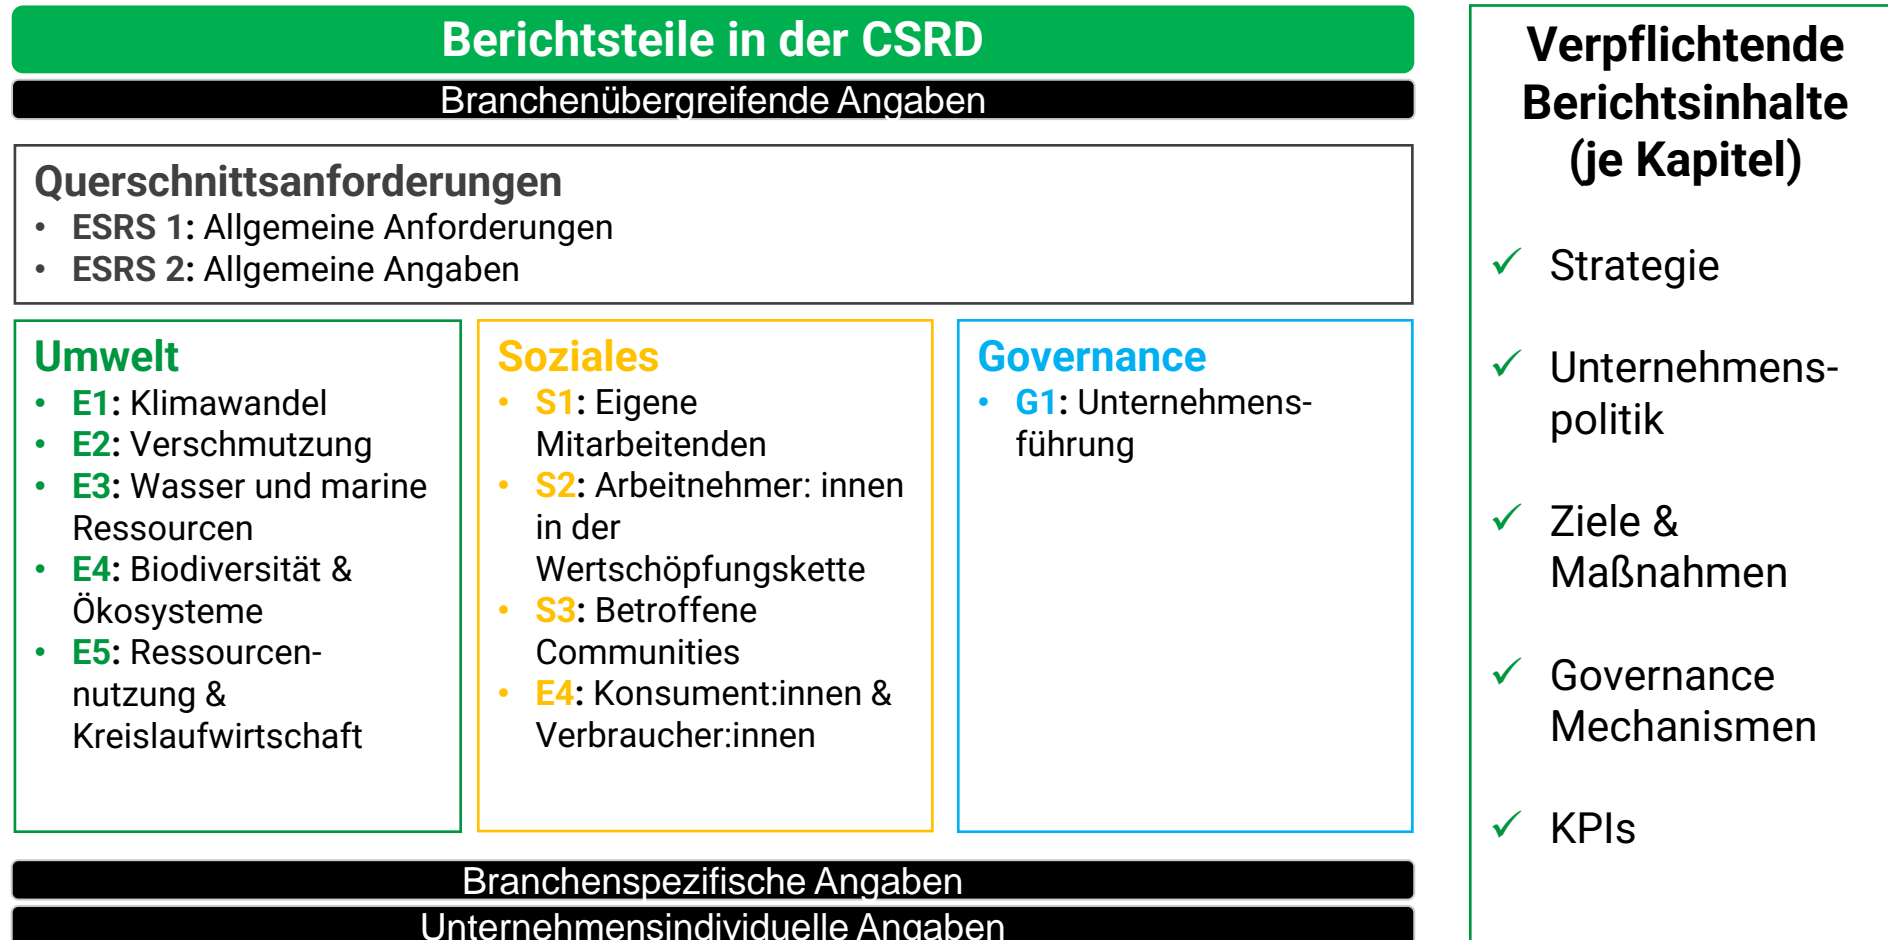 Berichtsteile in der CSRD
Branchenübergreifende Angaben
Querschnittsanforderungen
• ESRS 1: Allgemeine Anforderungen
• ESRS 2: Allgemeine Angaben
Umwelt
• E1: Klimawandel
• E2: Verschmutzung
• E3: Wasser und marine
Ressourcen
• E4: Biodiversität &
Ökosysteme
• E5: Ressourcen-
nutzung &
Kreislaufwirtschaft
Soziales
• S1: Eigene
Mitarbeitenden
• S2: Arbeitnehmer: innen
in der
Wertschöpfungskette
• S3: Betroffene
Communities
• E4: Konsument:innen &
Verbraucher:innen
Governance
• G1: Unternehmens-
führung
Branchenspezifische Angaben
Unternehmensindividuelle Angaben
Verpflichtende
Berichtsinhalte
(je Kapitel)
✓ Strategie
✓ Unternehmens-
politik
✓ Ziele &
Maßnahmen
✓ Governance
Mechanismen
✓ KPIs